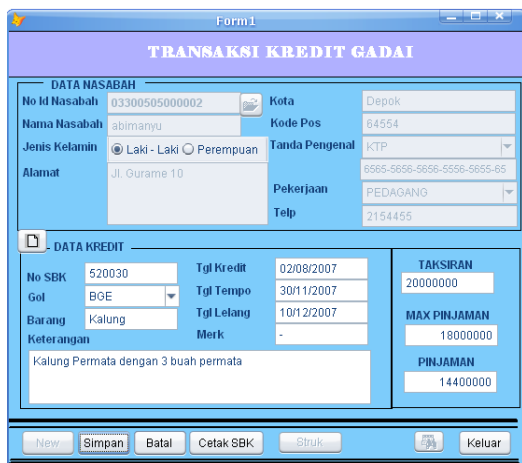 Form1
TRANSAKSI KREDIT GADAI
DATA NASABAH
No Id Nasabah 03300505000002
Nama Nasabah abimanyu
Jenis Kelamin Laki - Laki Perempuan
Alamat Jl. Gurame 10
Kota Depok
Kode Pos 64554
Tanda Pengenal KTP
6565-5656-5656-5556-5655-65
Pekerjaan PEDAGANG
Telp 2154455
DATA KREDIT
No SBK 520030
Gol BGE
Barang Kalung
Keterangan
Tgl Kredit 02/08/2007
Tgl Tempo 30/11/2007
Tgl Lelang 10/12/2007
Merk -
Kalung Permata dengan 3 buah permata
TAKSIRAN
20000000
MAX PINJAMAN
18000000
PINJAMAN
14400000
New Simpan Batal Cetak SBK Struk Keluar